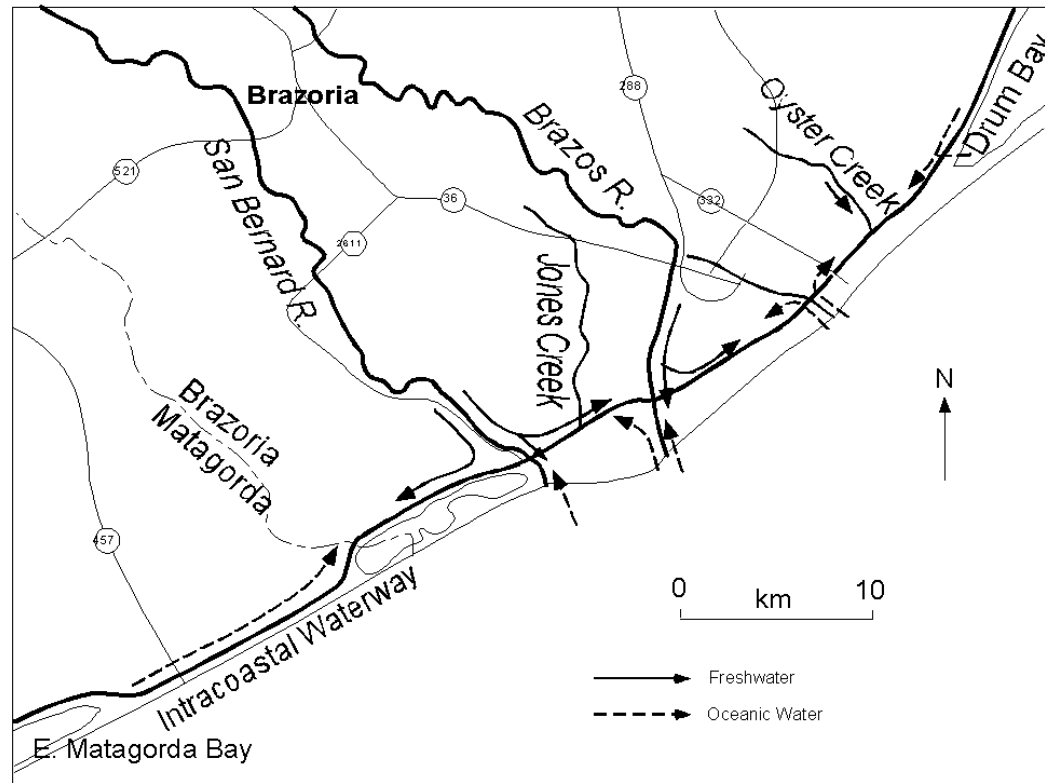 Brazoria
288
Oyster Creek
Drum Bay
Brazos R.
521
San Bernard R.
36
332
2611
Jones Creek
Brazoria
Matagorda
N
457
0 10
km
Intracoastal Waterway
Freshwater
Oceanic Water
E. Matagorda Bay